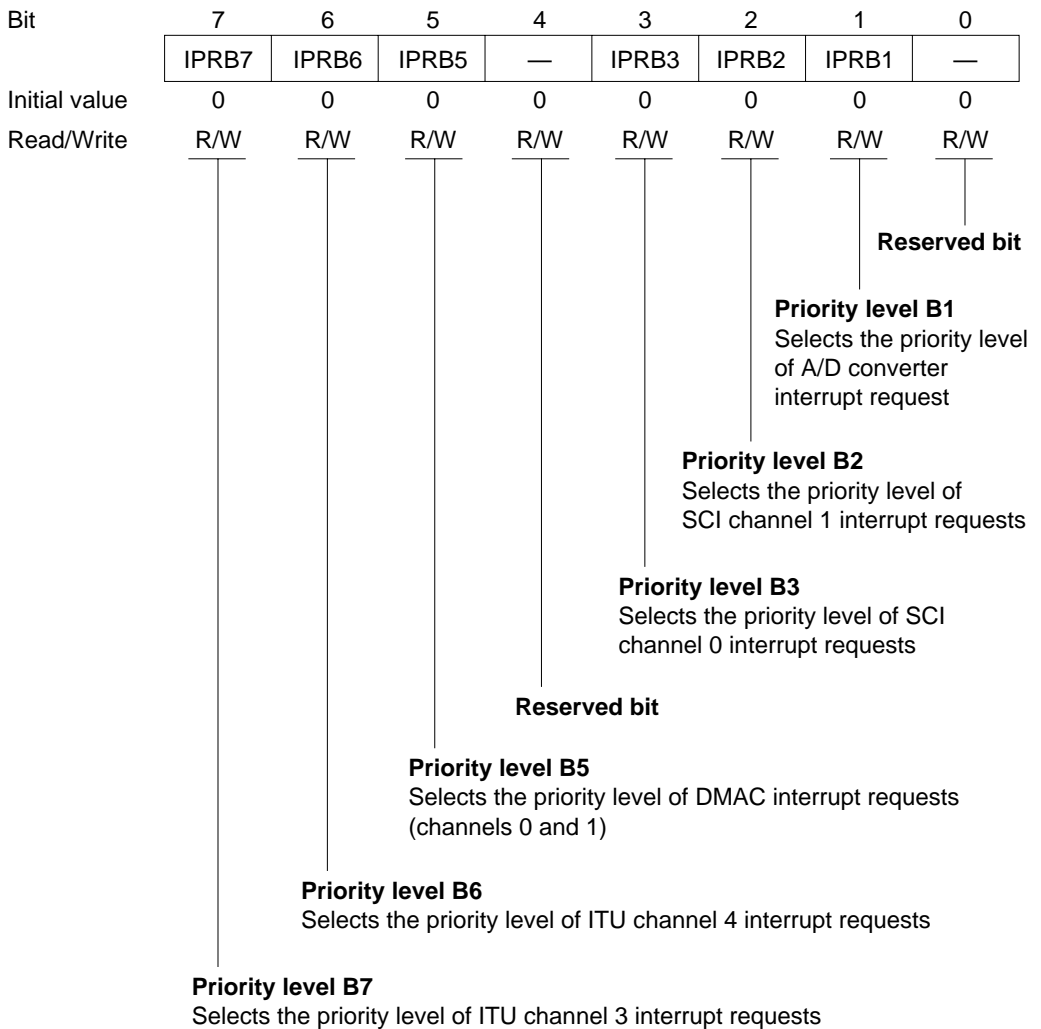 Bit 7 6 5 4 3 2 1 0
IPRB7 IPRB6 IPRB5 — IPRB3 IPRB2 IPRB1 —
Initial value 0 0 0 0 0 0 0 0
Read/Write R/W R/W R/W R/W R/W R/W R/W R/W
Reserved bit
Priority level B1
Selects the priority level
of A/D converter
interrupt request
Priority level B2
Selects the priority level of
SCI channel 1 interrupt requests
Priority level B3
Selects the priority level of SCI
channel 0 interrupt requests
Reserved bit
Priority level B5
Selects the priority level of DMAC interrupt requests
(channels 0 and 1)
Priority level B6
Selects the priority level of ITU channel 4 interrupt requests
Priority level B7
Selects the priority level of ITU channel 3 interrupt requests